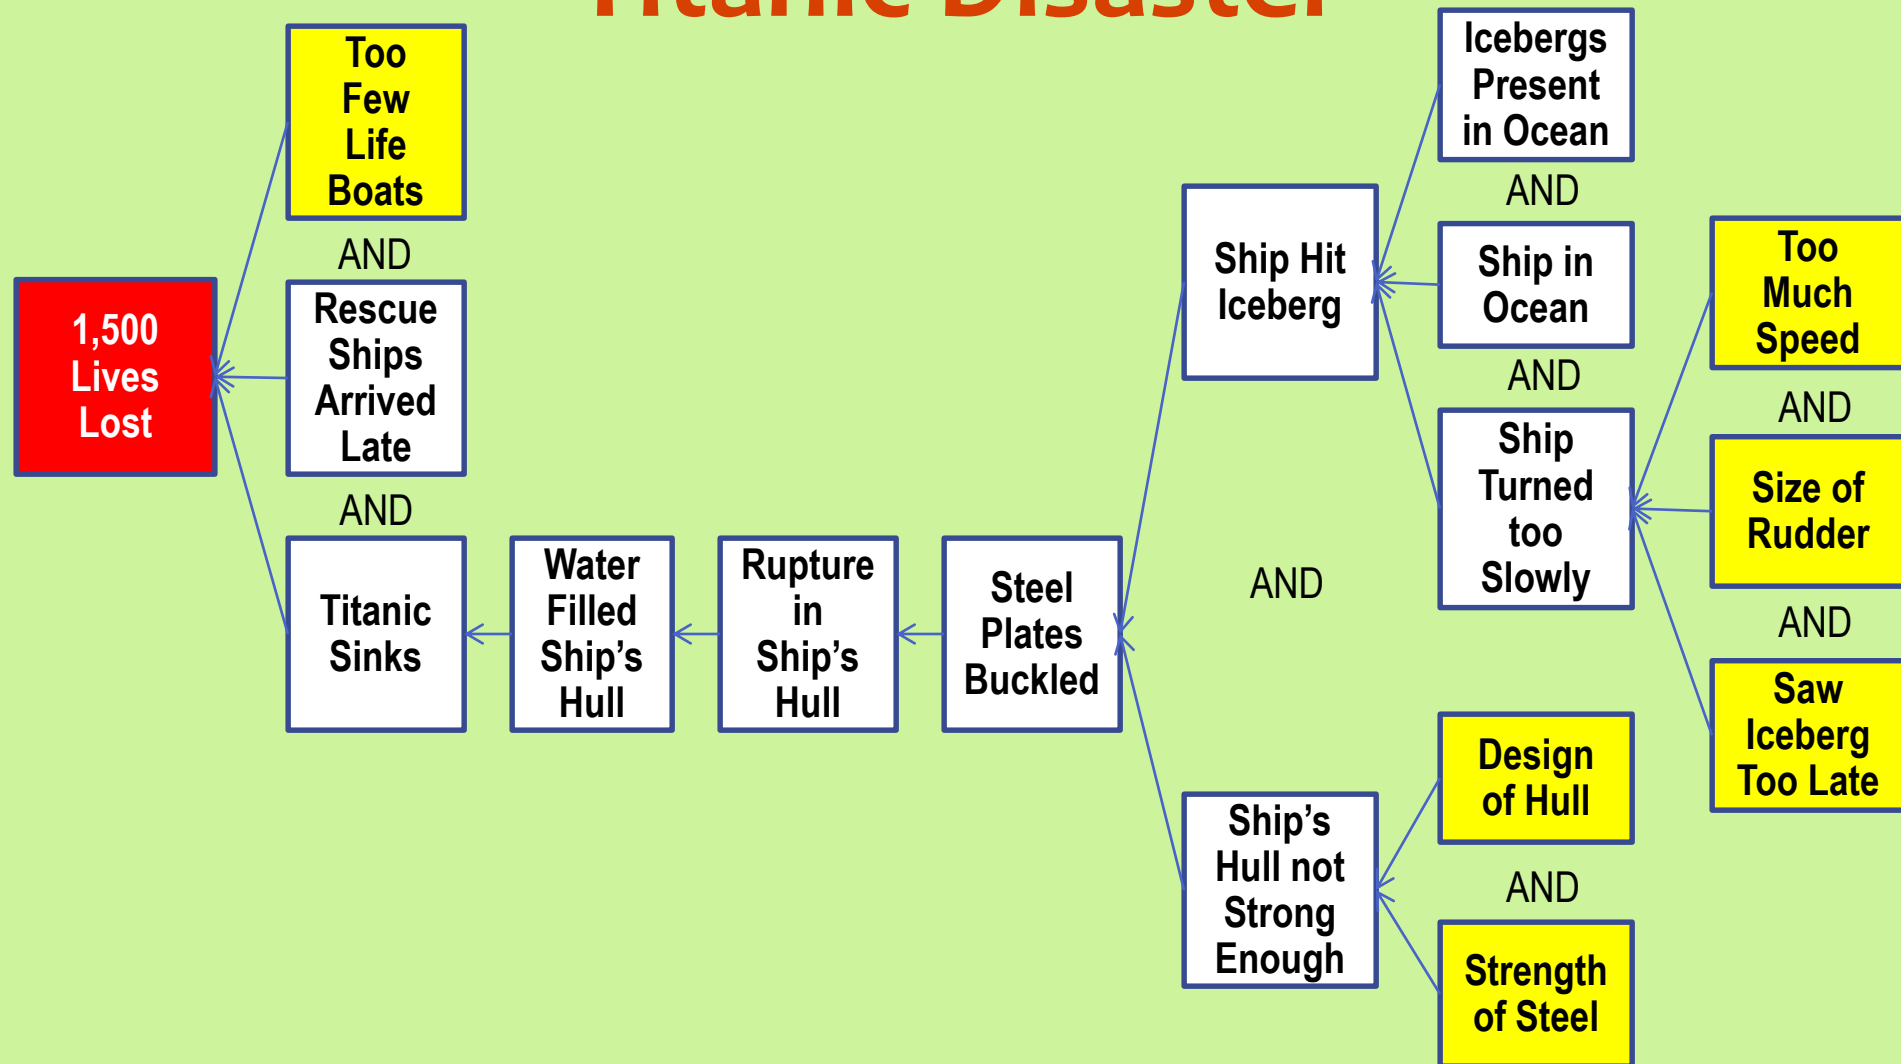 Titanic Disaster
Too
Few
Life
Boats
AND
Rescue
Ships
Arrived
Late
AND
1,500
Lives
Lost
Titanic
Sinks
Water
Filled
Ship’s
Hull
Rupture
in
Ship’s
Hull
Steel
Plates
Buckled
Ship Hit
Iceberg
AND
Ship’s
Hull not
Strong
Enough
Icebergs
Present
in Ocean
AND
Ship in
Ocean
AND
Ship
Turned
too
Slowly
Design
of Hull
AND
Strength
of Steel
Too
Much
Speed
AND
Size of
Rudder
AND
Saw
Iceberg
Too Late